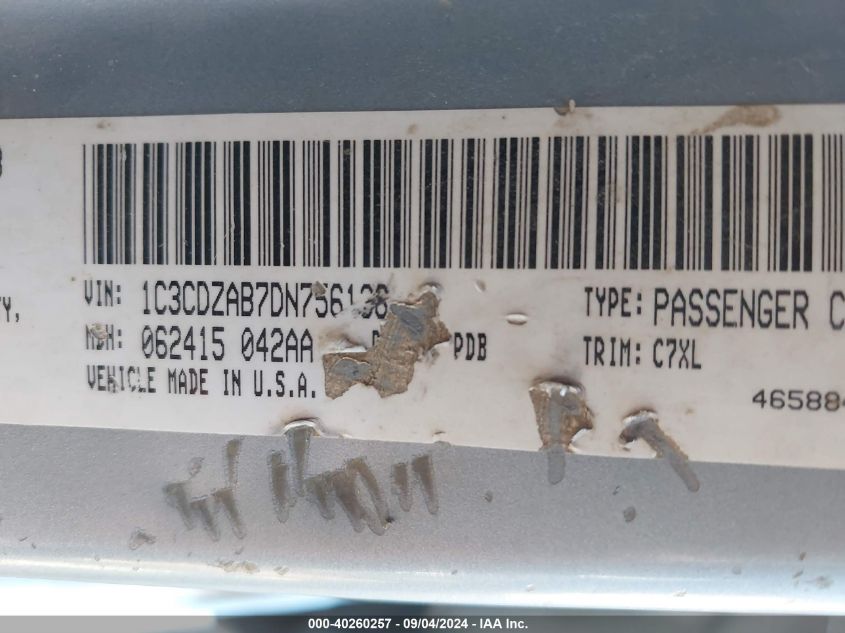 VIN: 1C3CDZAB7DN756138 TYPE: PASSENGER C
MDH: 062415 042AA PDB TRIM: C7XL
VEHICLE MADE IN U.S.A.
46588
000-40260257 - 09/04/2024 - IAA Inc.